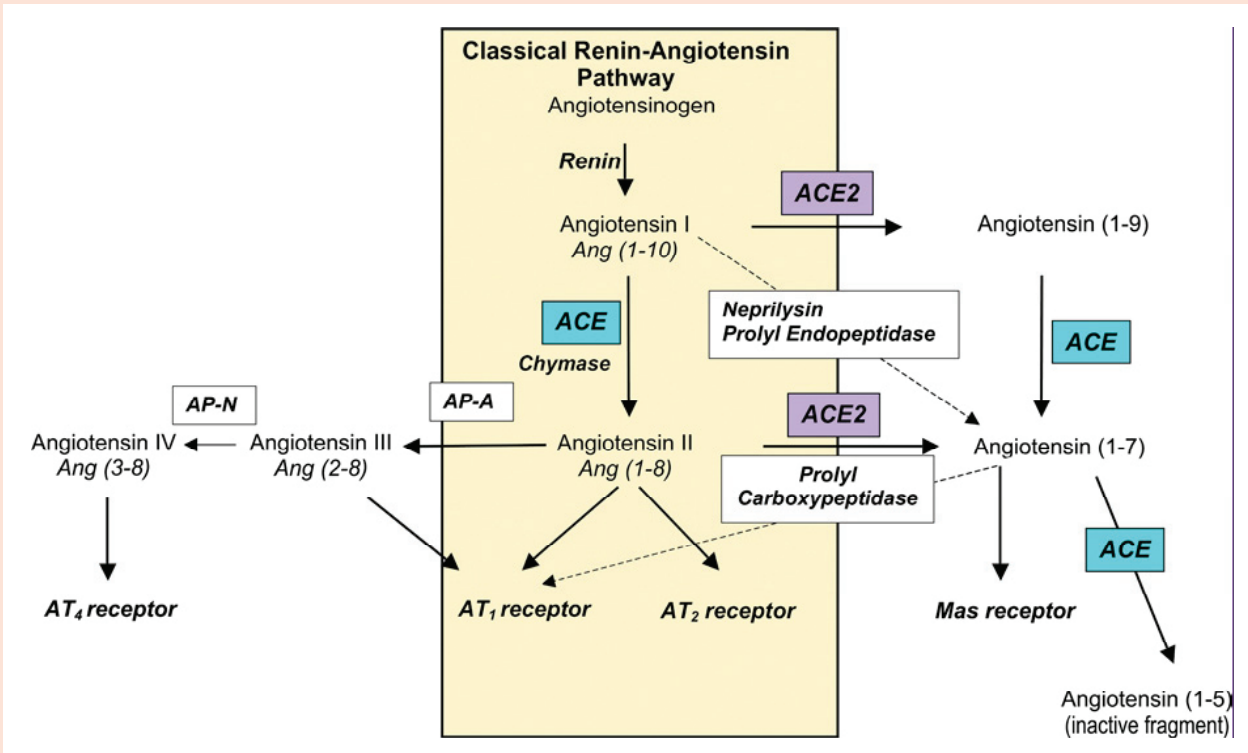 Classical Renin-Angiotensin
Pathway
Angiotensinogen
Renin
ACE2
Angiotensin I
Ang (1-10)
Angiotensin (1-9)
Neprilysin
Prolyl Endopeptidase
ACE
Chymase
ACE
AP-N
AP-A
ACE2
Angiotensin IV
Ang (3-8)
Angiotensin III
Ang (2-8)
Angiotensin II
Ang (1-8)
Angiotensin (1-7)
Prolyl
Carboxypeptidase
ACE
AT₄ receptor
AT₁ receptor
AT₂ receptor
Mas receptor
Angiotensin (1-5)
(inactive fragment)